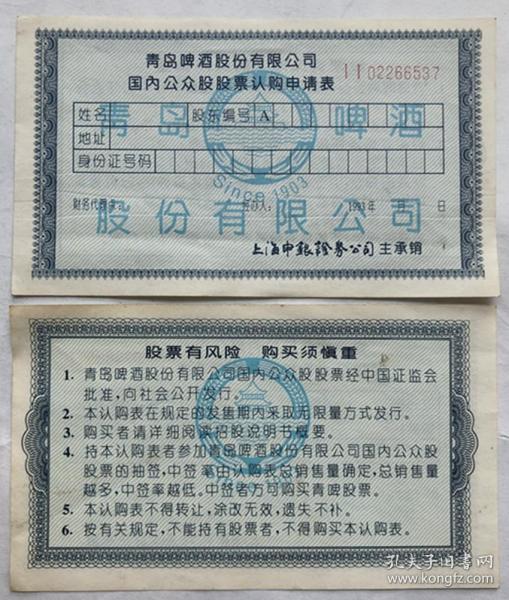 青岛啤酒股份有限公司
国内公众股股票认购申请表
II02266537
青岛啤酒
股份有限公司
Since 1903
姓名 股东编号 A
地址
身份证号码
1993年 月 日
上海申银證券公司主承销
股票有风险 购买须慎重
1. 青岛啤酒股份有限公司国内公众股股票经中国证监会
批准,向社会公开发行。
2. 本认购表在规定的发售期内采取无限量方式发行。
3. 购买者请详细阅读招股说明书概要。
4. 持本认购表者参加青岛啤酒股份有限公司国内公众股
股票的抽签,中签率由认购表总销售量确定,总销售量
越多,中签率越低。中签者方可购买青啤股票。
5. 本认购表不得转让,涂改无效,遗失不补。
6. 按有关规定,不能持有股票者,不得购买本认购表。
孔夫子旧书网
www.kongfz.com